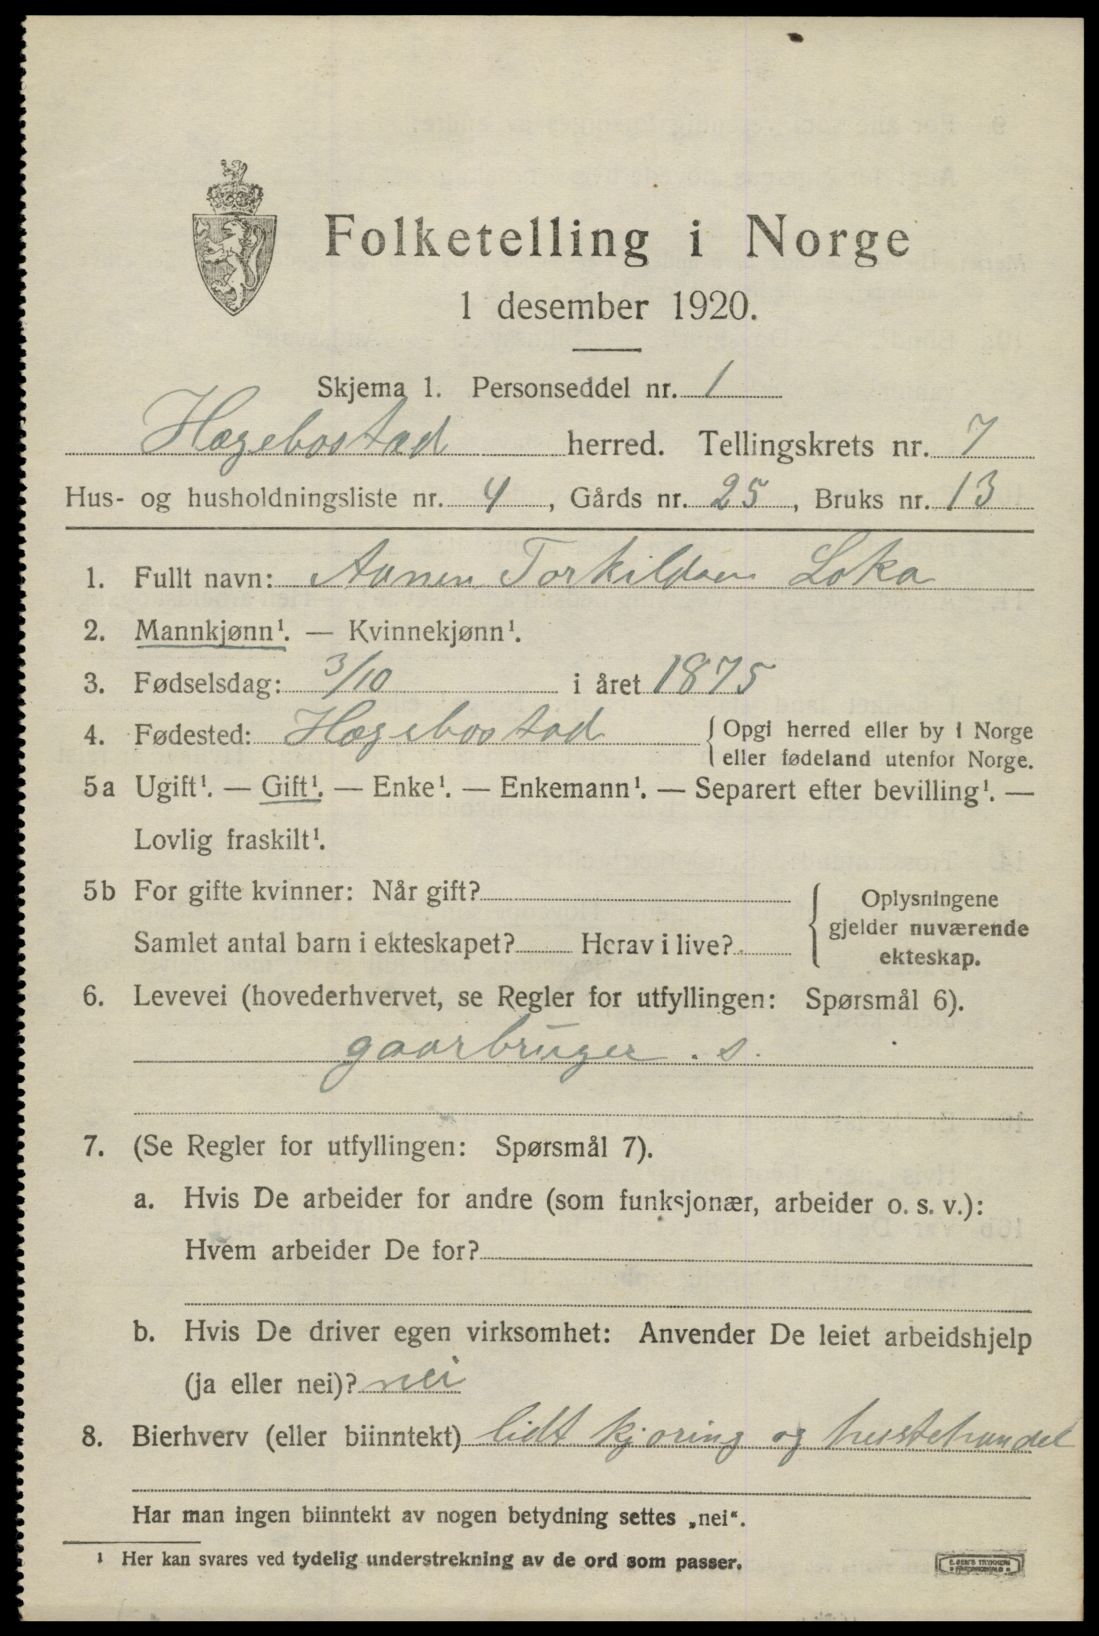 Folketelling i Norge
1 desember 1920.
Skjema 1. Personseddel nr. 1
Hægebostad herred. Tellingskrets nr. 7
Hus- og husholdningsliste nr. 4, Gårds nr. 25, Bruks nr. 13
1. Fullt navn: Aanen Torkildsen Loka
2. Mannkjønn¹. — Kvinnekjønn¹.
3. Fødselsdag: 3/10 i året 1875
4. Fødested: Hægebostad { Opgi herred eller by i Norge
eller fødeland utenfor Norge.
5a Ugift¹. — Gift¹. — Enke¹. — Enkemann¹. — Separert efter bevilling¹. —
Lovlig fraskilt¹.
5b For gifte kvinner: Når gift?
Samlet antal barn i ekteskapet? Herav i live?
{ Oplysningene
gjelder nuværende
ekteskap.
6. Levevei (hovederhvervet, se Regler for utfyllingen: Spørsmål 6).
gaarbruger . s.
7. (Se Regler for utfyllingen: Spørsmål 7).
a. Hvis De arbeider for andre (som funksjonær, arbeider o. s. v.):
Hvem arbeider De for?
b. Hvis De driver egen virksomhet: Anvender De leiet arbeidshjelp
(ja eller nei)? nei
8. Bierhverv (eller biinntekt) lidt kjøring og hestehandel
Har man ingen biinntekt av nogen betydning settes „nei“.
¹ Her kan svares ved tydelig understrekning av de ord som passer.